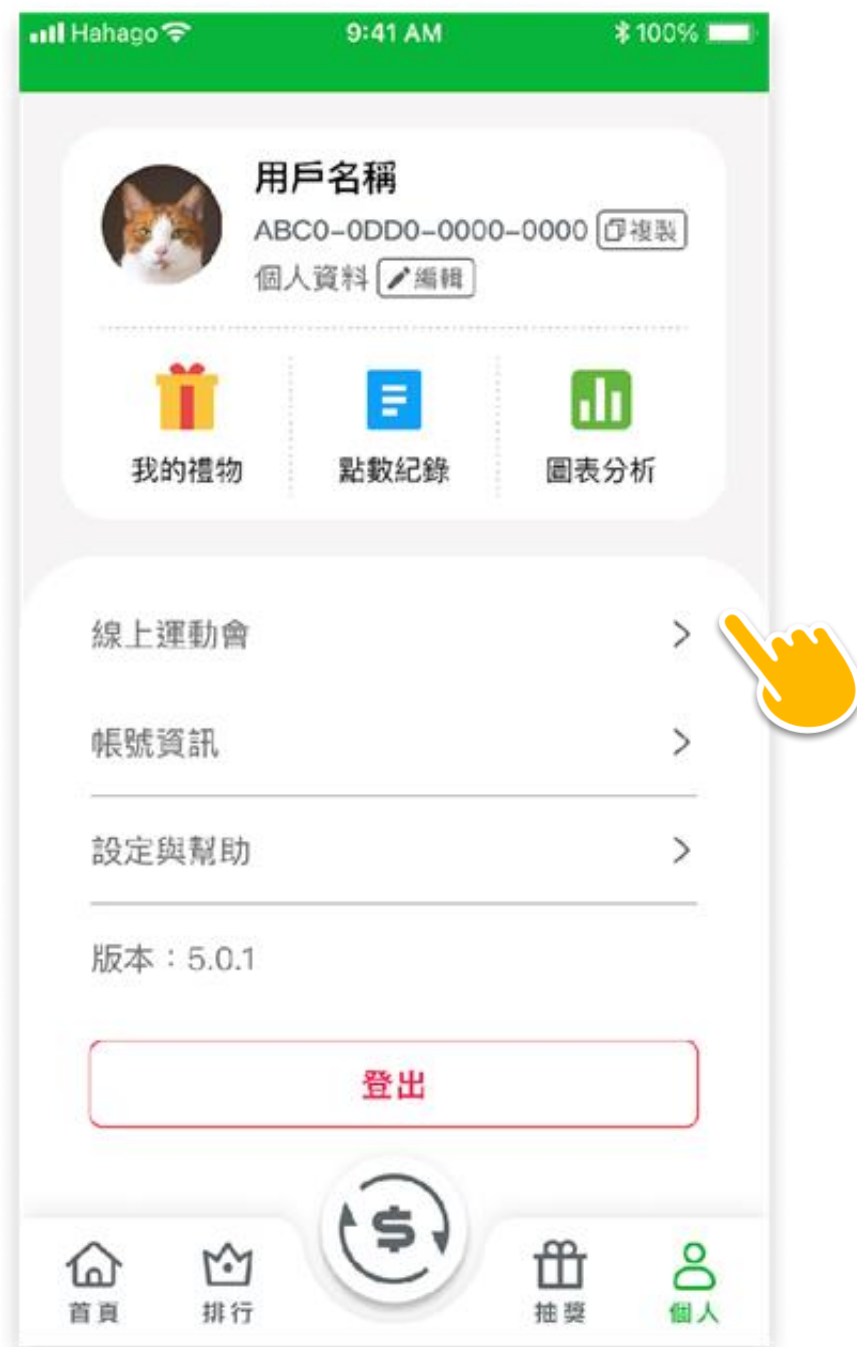 Hahago 9:41 AM 100%
用戶名稱
ABC0-0DD0-0000-0000 複製
個人資料 編輯
我的禮物 點數紀錄 圖表分析
線上運動會 >
帳號資訊 >
設定與幫助 >
版本：5.0.1
登出
$
首頁 排行 抽獎 個人